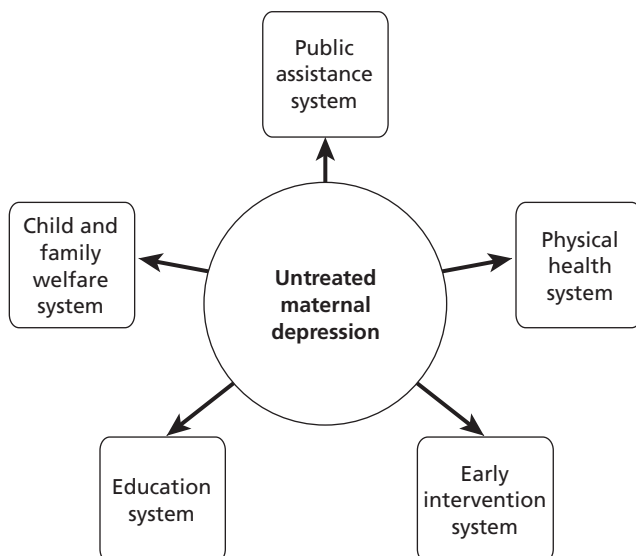 Public
assistance
system
Child and
family
welfare
system
Untreated
maternal
depression
Physical
health
system
Education
system
Early
intervention
system